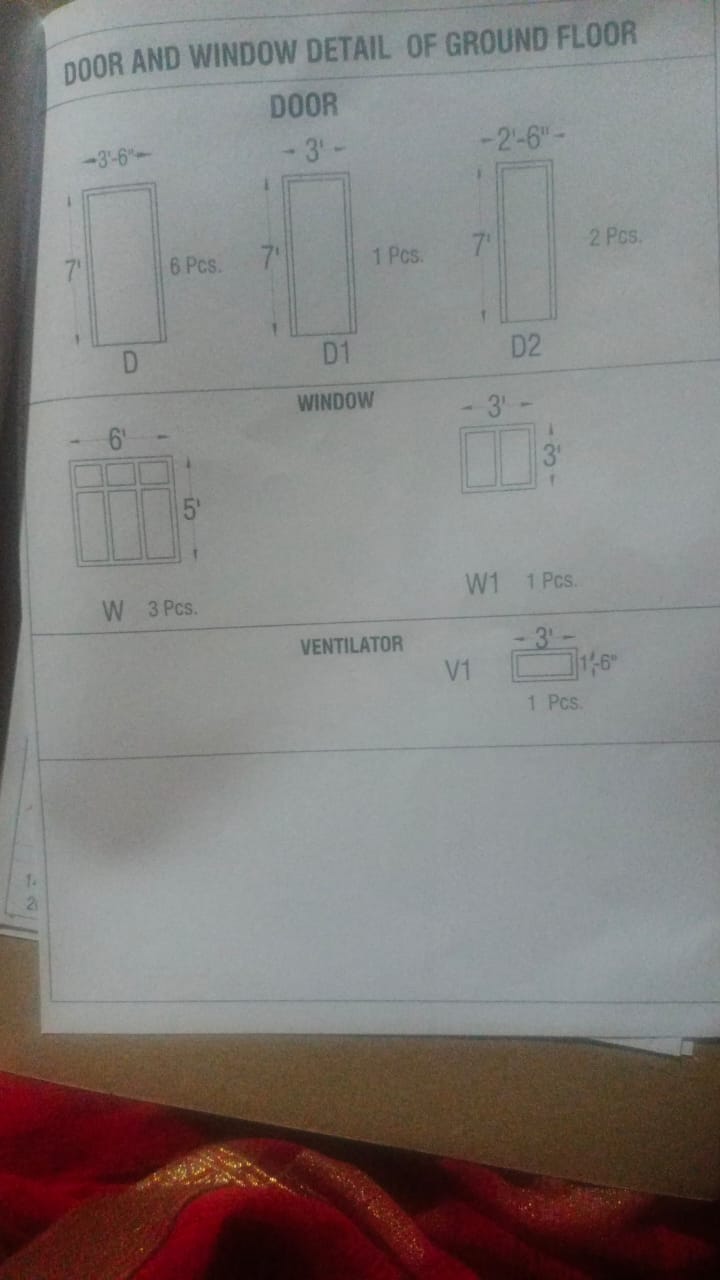 DOOR AND WINDOW DETAIL OF GROUND FLOOR
DOOR
3'-6" 3' 2'-6"
7' 6 Pcs. 7' 1 Pcs. 7' 2 Pcs.
D D1 D2
WINDOW
6' 3'
5' 3'
W 3 Pcs. W1 1 Pcs.
VENTILATOR
3'
V1 1'-6"
1 Pcs.